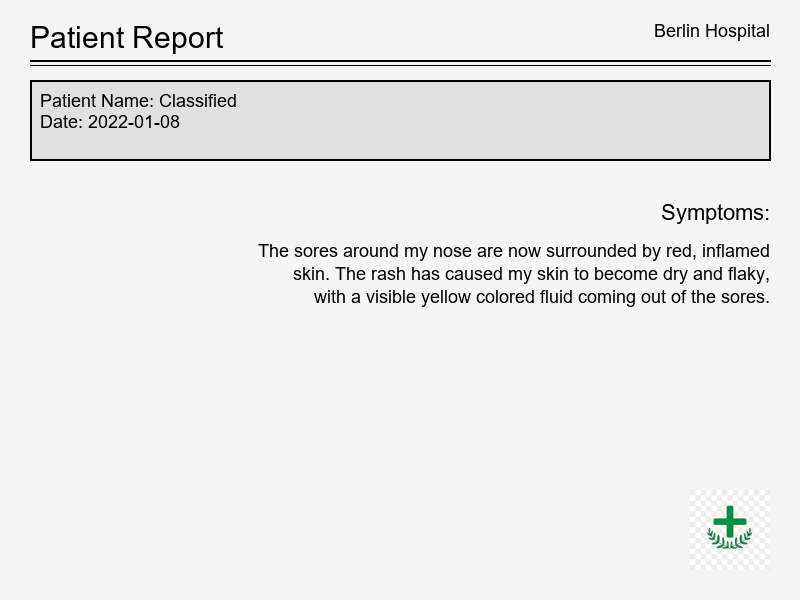 Patient Report
Berlin Hospital
Patient Name: Classified
Date: 2022-01-08
Symptoms:
The sores around my nose are now surrounded by red, inflamed
skin. The rash has caused my skin to become dry and flaky,
with a visible yellow colored fluid coming out of the sores.